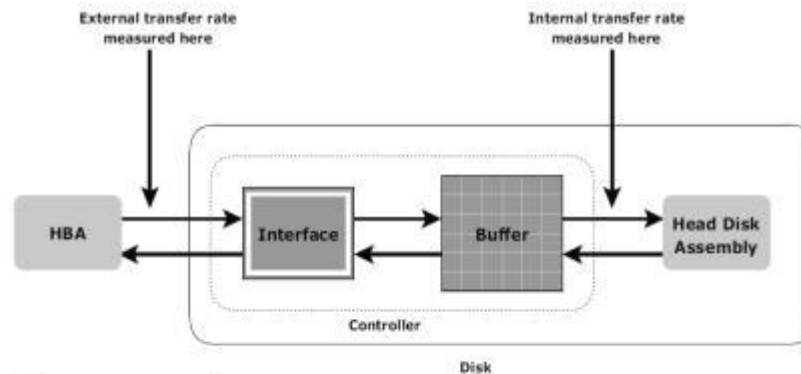 External transfer rate
measured here
Internal transfer rate
measured here
HBA
Interface
Buffer
Head Disk
Assembly
Controller
Disk